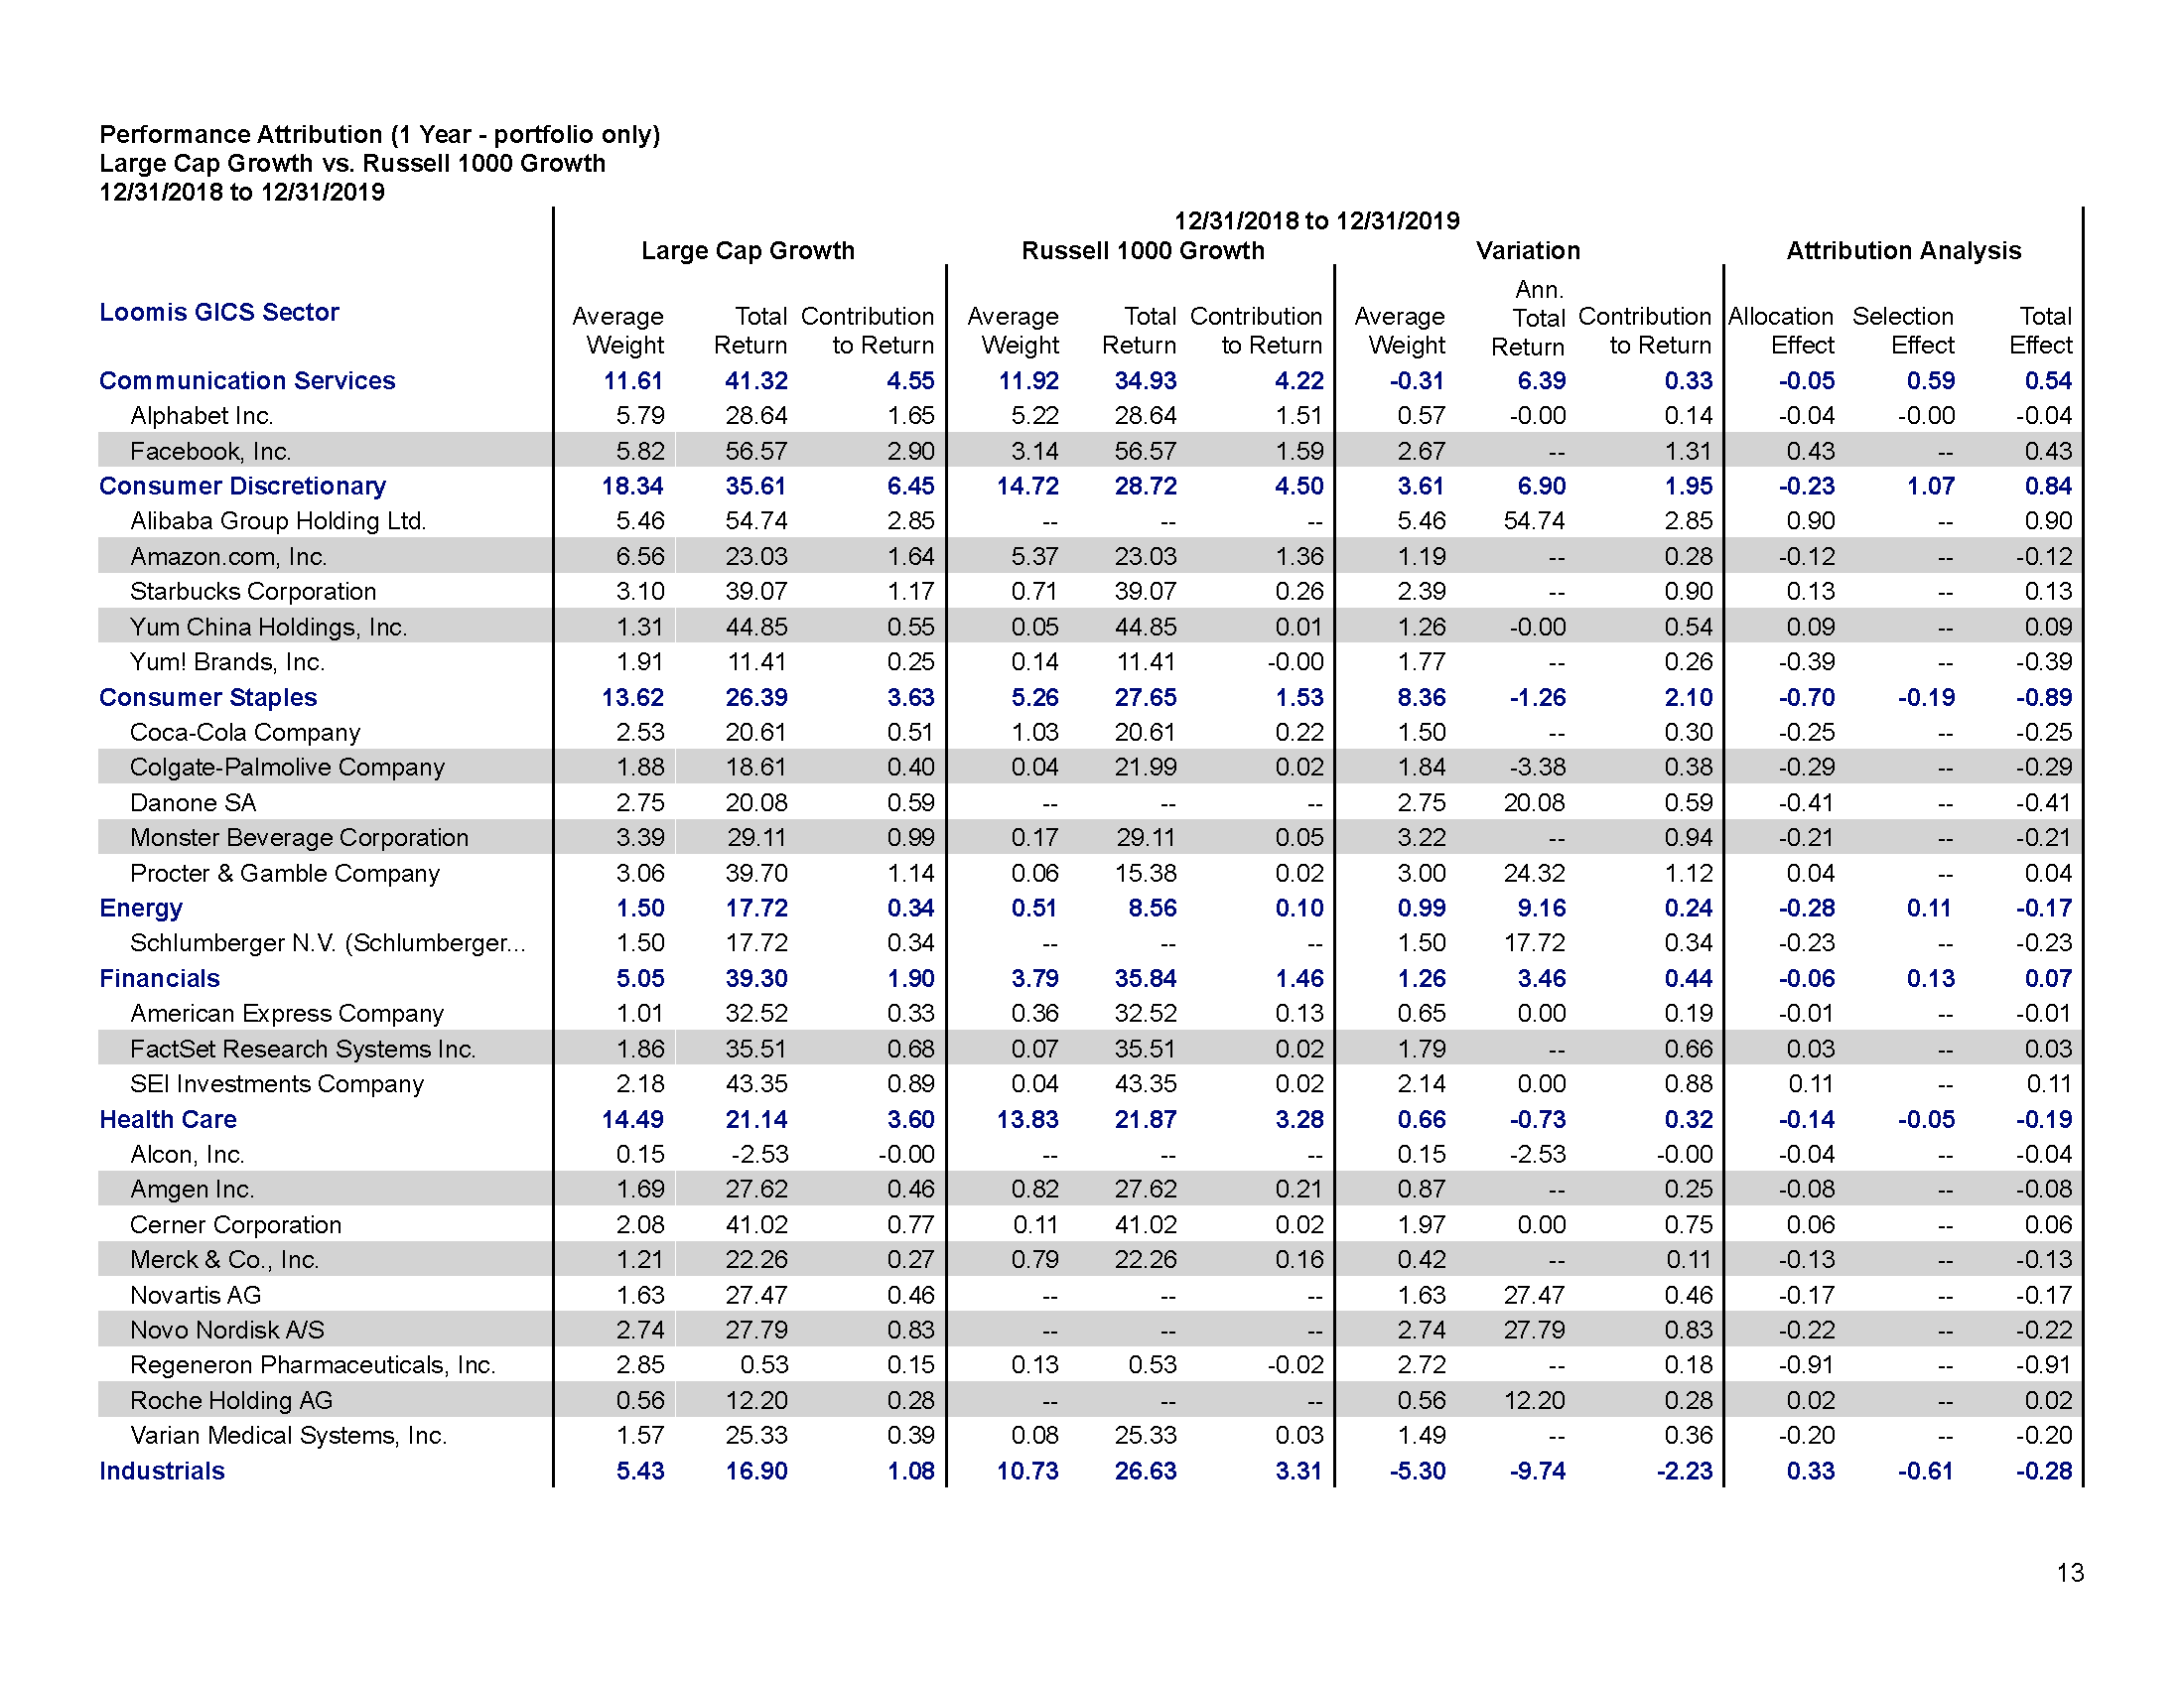 Performance Attribution (1 Year - portfolio only)
Large Cap Growth vs. Russell 1000 Growth
12/31/2018 to 12/31/2019
12/31/2018 to 12/31/2019
Large Cap Growth Russell 1000 Growth Variation Attribution Analysis
Loomis GICS Sector
Average Weight Total Return Contribution to Return Average Weight Total Return Contribution to Return Average Weight Ann. Total Return Contribution to Return Allocation Effect Selection Effect Total Effect
Communication Services 11.61 41.32 4.55 11.92 34.93 4.22 -0.31 6.39 0.33 -0.05 0.59 0.54
Alphabet Inc. 5.79 28.64 1.65 5.22 28.64 1.51 0.57 -0.00 0.14 -0.04 -0.00 -0.04
Facebook, Inc. 5.82 56.57 2.90 3.14 56.57 1.59 2.67 -- 1.31 0.43 -- 0.43
Consumer Discretionary 18.34 35.61 6.45 14.72 28.72 4.50 3.61 6.90 1.95 -0.23 1.07 0.84
Alibaba Group Holding Ltd. 5.46 54.74 2.85 -- -- -- 5.46 54.74 2.85 0.90 -- 0.90
Amazon.com, Inc. 6.56 23.03 1.64 5.37 23.03 1.36 1.19 -- 0.28 -0.12 -- -0.12
Starbucks Corporation 3.10 39.07 1.17 0.71 39.07 0.26 2.39 -- 0.90 0.13 -- 0.13
Yum China Holdings, Inc. 1.31 44.85 0.55 0.05 44.85 0.01 1.26 -0.00 0.54 0.09 -- 0.09
Yum! Brands, Inc. 1.91 11.41 0.25 0.14 11.41 -0.00 1.77 -- 0.26 -0.39 -- -0.39
Consumer Staples 13.62 26.39 3.63 5.26 27.65 1.53 8.36 -1.26 2.10 -0.70 -0.19 -0.89
Coca-Cola Company 2.53 20.61 0.51 1.03 20.61 0.22 1.50 -- 0.30 -0.25 -- -0.25
Colgate-Palmolive Company 1.88 18.61 0.40 0.04 21.99 0.02 1.84 -3.38 0.38 -0.29 -- -0.29
Danone SA 2.75 20.08 0.59 -- -- -- 2.75 20.08 0.59 -0.41 -- -0.41
Monster Beverage Corporation 3.39 29.11 0.99 0.17 29.11 0.05 3.22 -- 0.94 -0.21 -- -0.21
Procter & Gamble Company 3.06 39.70 1.14 0.06 15.38 0.02 3.00 24.32 1.12 0.04 -- 0.04
Energy 1.50 17.72 0.34 0.51 8.56 0.10 0.99 9.16 0.24 -0.28 0.11 -0.17
Schlumberger N.V. (Schlumberger... 1.50 17.72 0.34 -- -- -- 1.50 17.72 0.34 -0.23 -- -0.23
Financials 5.05 39.30 1.90 3.79 35.84 1.46 1.26 3.46 0.44 -0.06 0.13 0.07
American Express Company 1.01 32.52 0.33 0.36 32.52 0.13 0.65 0.00 0.19 -0.01 -- -0.01
FactSet Research Systems Inc. 1.86 35.51 0.68 0.07 35.51 0.02 1.79 -- 0.66 0.03 -- 0.03
SEI Investments Company 2.18 43.35 0.89 0.04 43.35 0.02 2.14 0.00 0.88 0.11 -- 0.11
Health Care 14.49 21.14 3.60 13.83 21.87 3.28 0.66 -0.73 0.32 -0.14 -0.05 -0.19
Alcon, Inc. 0.15 -2.53 -0.00 -- -- -- 0.15 -2.53 -0.00 -0.04 -- -0.04
Amgen Inc. 1.69 27.62 0.46 0.82 27.62 0.21 0.87 -- 0.25 -0.08 -- -0.08
Cerner Corporation 2.08 41.02 0.77 0.11 41.02 0.02 1.97 0.00 0.75 0.06 -- 0.06
Merck & Co., Inc. 1.21 22.26 0.27 0.79 22.26 0.16 0.42 -- 0.11 -0.13 -- -0.13
Novartis AG 1.63 27.47 0.46 -- -- -- 1.63 27.47 0.46 -0.17 -- -0.17
Novo Nordisk A/S 2.74 27.79 0.83 -- -- -- 2.74 27.79 0.83 -0.22 -- -0.22
Regeneron Pharmaceuticals, Inc. 2.85 0.53 0.15 0.13 0.53 -0.02 2.72 -- 0.18 -0.91 -- -0.91
Roche Holding AG 0.56 12.20 0.28 -- -- -- 0.56 12.20 0.28 0.02 -- 0.02
Varian Medical Systems, Inc. 1.57 25.33 0.39 0.08 25.33 0.03 1.49 -- 0.36 -0.20 -- -0.20
Industrials 5.43 16.90 1.08 10.73 26.63 3.31 -5.30 -9.74 -2.23 0.33 -0.61 -0.28
13